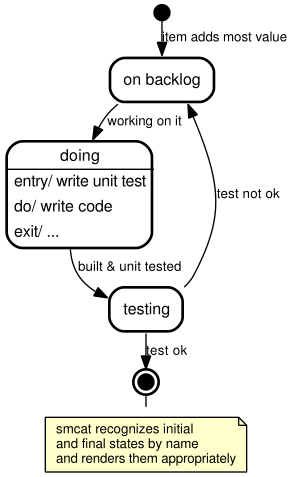 item adds most value
on backlog
working on it
doing
entry/ write unit test
do/ write code
exit/ ...
test not ok
built & unit tested
testing
test ok
smcat recognizes initial
and final states by name
and renders them appropriately